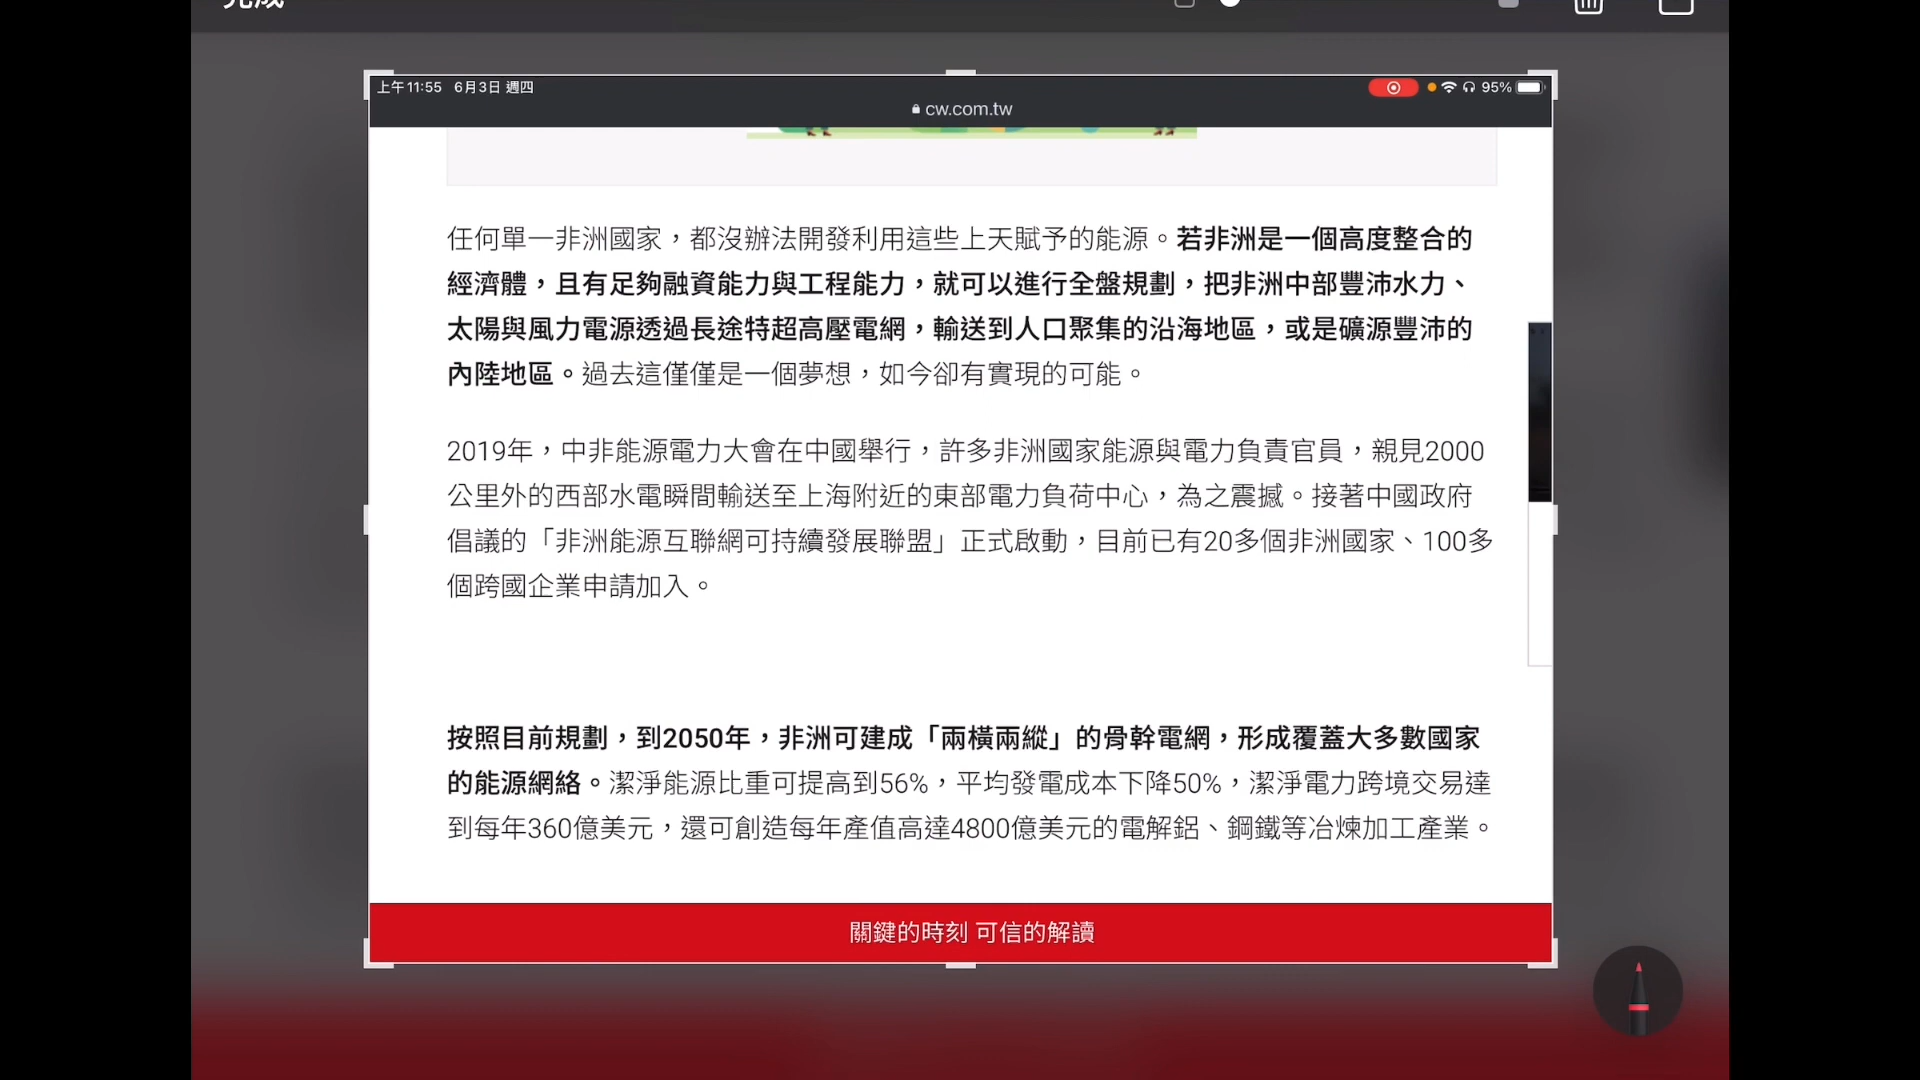 完成
上午11:55 6月3日 週四
95%
cw.com.tw
任何單一非洲國家，都沒辦法開發利用這些上天賦予的能源。若非洲是一個高度整合的
經濟體，且有足夠融資能力與工程能力，就可以進行全盤規劃，把非洲中部豐沛水力、
太陽與風力電源透過長途特超高壓電網，輸送到人口聚集的沿海地區，或是礦源豐沛的
內陸地區。過去這僅僅是一個夢想，如今卻有實現的可能。
2019年，中非能源電力大會在中國舉行，許多非洲國家能源與電力負責官員，親見2000
公里外的西部水電瞬間輸送至上海附近的東部電力負荷中心，為之震撼。接著中國政府
倡議的「非洲能源互聯網可持續發展聯盟」正式啟動，目前已有20多個非洲國家、100多
個跨國企業申請加入。
按照目前規劃，到2050年，非洲可建成「兩橫兩縱」的骨幹電網，形成覆蓋大多數國家
的能源網絡。潔淨能源比重可提高到56%，平均發電成本下降50%，潔淨電力跨境交易達
到每年360億美元，還可創造每年產值高達4800億美元的電解鋁、鋼鐵等冶煉加工產業。
關鍵的時刻 可信的解讀